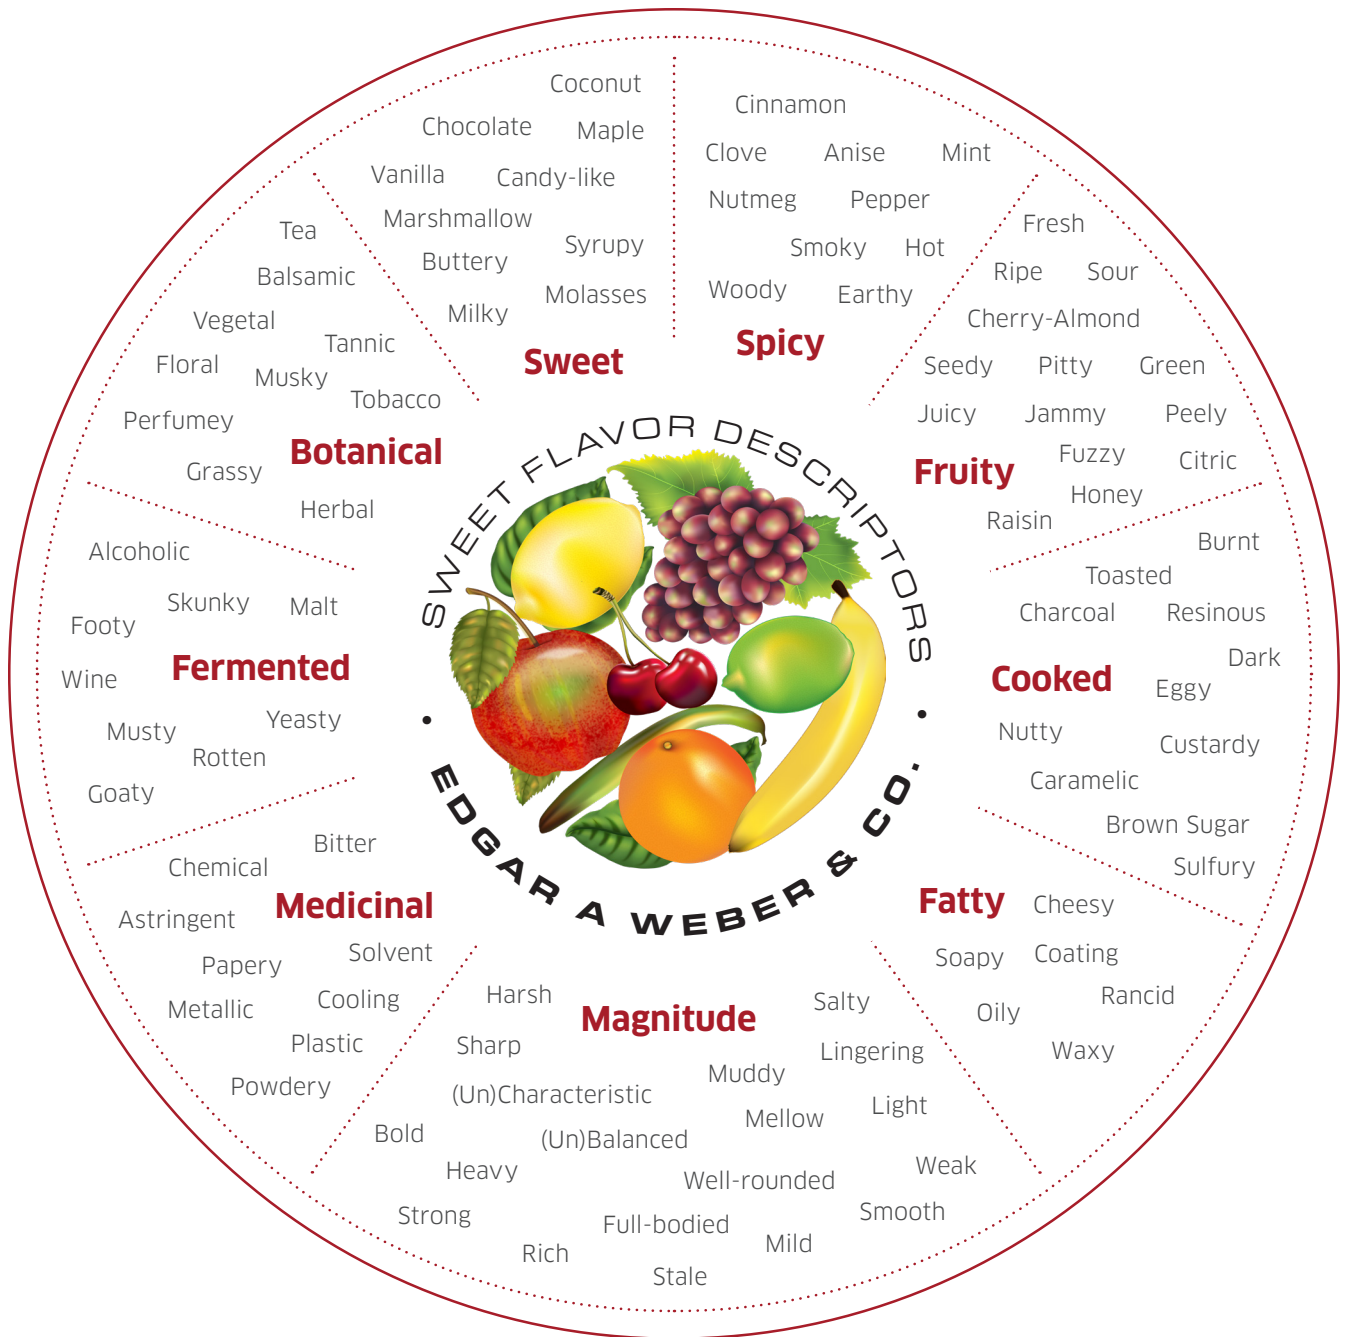 Coconut
Chocolate
Maple
Vanilla
Candy-like
Marshmallow
Syrupy
Buttery
Molasses
Milky
Sweet
Cinnamon
Clove
Anise
Mint
Nutmeg
Pepper
Smoky
Hot
Woody
Earthy
Spicy
Fresh
Ripe
Sour
Cherry-Almond
Seedy
Pitty
Green
Juicy
Jammy
Peely
Fruity
Fuzzy
Citric
Honey
Raisin
Burnt
Toasted
Charcoal
Resinous
Dark
Cooked
Eggy
Nutty
Custardy
Caramelic
Brown Sugar
Sulfury
Fatty
Cheesy
Soapy
Coating
Rancid
Oily
Waxy
Magnitude
Harsh
Salty
Sharp
Lingering
Muddy
(Un)Characteristic
Light
Mellow
Bold
(Un)Balanced
Heavy
Weak
Well-rounded
Strong
Smooth
Full-bodied
Rich
Mild
Stale
Bitter
Chemical
Medicinal
Astringent
Solvent
Papery
Cooling
Metallic
Plastic
Powdery
Alcoholic
Skunky
Malt
Footy
Fermented
Wine
Yeasty
Musty
Rotten
Goaty
Tea
Balsamic
Vegetal
Tannic
Floral
Musky
Tobacco
Perfumey
Botanical
Grassy
Herbal
SWEET FLAVOR DESCRIPTORS
• EDGAR A WEBER & CO. •